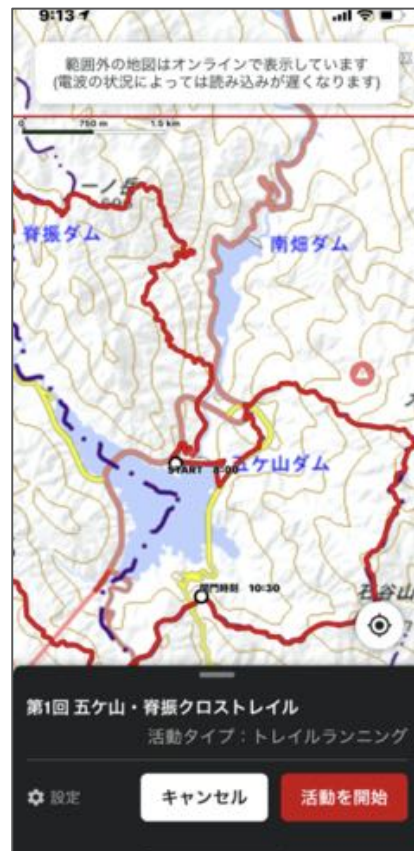 9:13
範囲外の地図はオンラインで表示しています
(電波の状況によっては読み込みが遅くなります)
0 750 m 1.5 km
一ノ岳
脊振ダム
南畑ダム
START 8:00
五ケ山ダム
関門時刻 10:30
石谷山
第1回 五ケ山・脊振クロストレイル
活動タイプ：トレイルランニング
設定
キャンセル
活動を開始